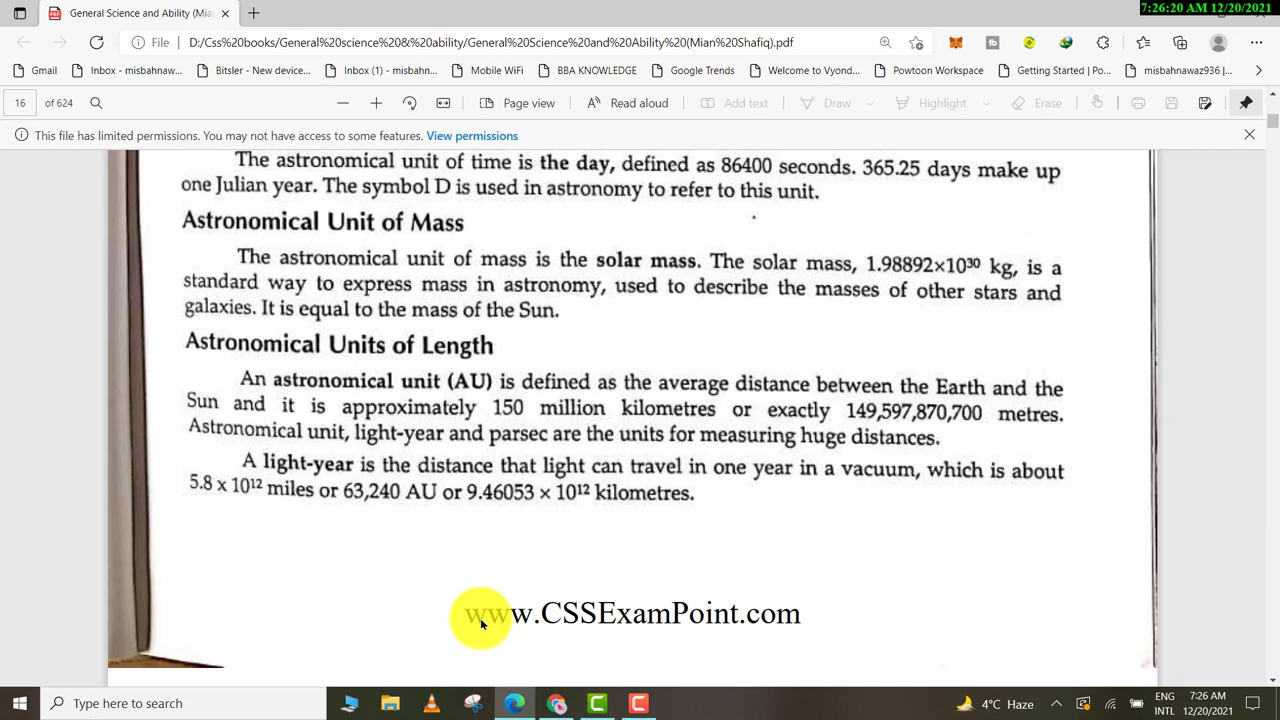 7:26:20 AM 12/20/2021
General Science and Ability (Mia
File
D:/Css%20books/General%20science%20&%20ability/General%20Science%20and%20Ability%20(Mian%20Shafiq).pdf
Gmail Inbox - misbahnaw... Bitsler - New device... Inbox (1) - misbahn... Mobile WiFi BBA KNOWLEDGE Google Trends Welcome to Vyond... Powtoon Workspace Getting Started | Po... misbahnawaz936 |...
16 of 624 Page view Read aloud Add text Draw Highlight Erase
This file has limited permissions. You may not have access to some features. View permissions
The astronomical unit of time is the day, defined as 86400 seconds. 365.25 days make up
one Julian year. The symbol D is used in astronomy to refer to this unit.
Astronomical Unit of Mass
The astronomical unit of mass is the solar mass. The solar mass, 1.98892×10³⁰ kg, is a
standard way to express mass in astronomy, used to describe the masses of other stars and
galaxies. It is equal to the mass of the Sun.
Astronomical Units of Length
An astronomical unit (AU) is defined as the average distance between the Earth and the
Sun and it is approximately 150 million kilometres or exactly 149,597,870,700 metres.
Astronomical unit, light-year and parsec are the units for measuring huge distances.
A light-year is the distance that light can travel in one year in a vacuum, which is about
5.8 x 10¹² miles or 63,240 AU or 9.46053 × 10¹² kilometres.
www.CSSExamPoint.com
Type here to search
4°C Haze
ENG
INTL
7:26 AM
12/20/2021